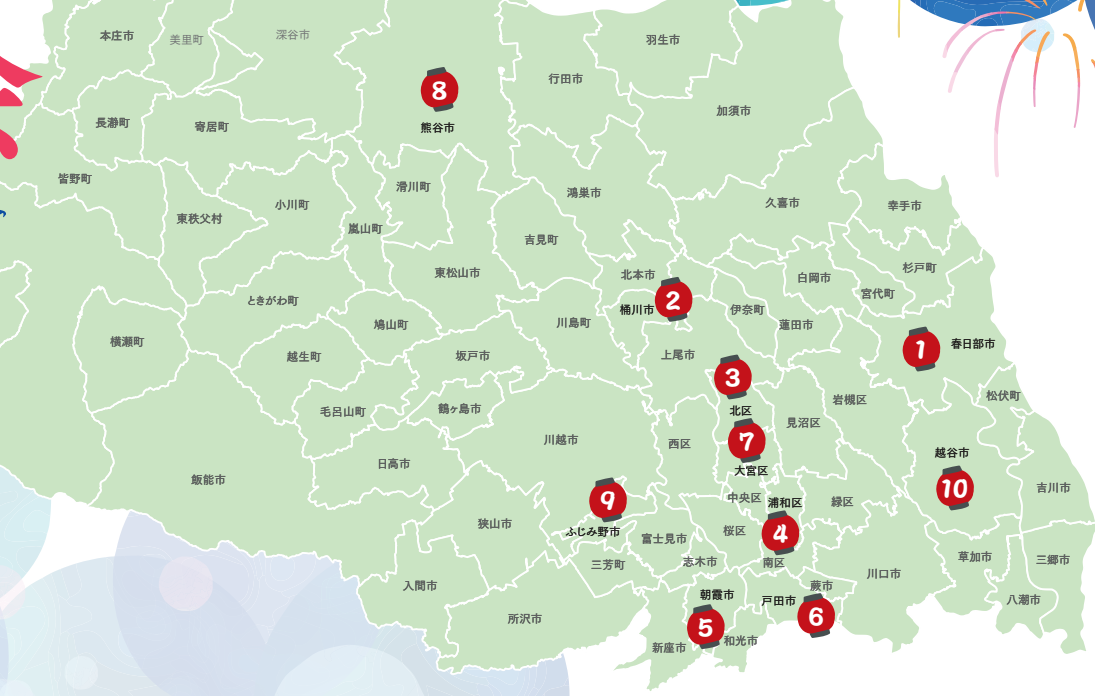 本庄市
美里町
深谷市
羽生市
行田市
8
熊谷市
加須市
長瀞町
寄居町
皆野町
滑川町
鴻巣市
久喜市
幸手市
小川町
東秩父村
嵐山町
吉見町
東松山市
北本市
白岡市
杉戸町
宮代町
ときがわ町
桶川市
2
伊奈町
蓮田市
鳩山町
川島町
横瀬町
越生町
坂戸市
上尾市
1
春日部市
3
北区
毛呂山町
鶴ヶ島市
岩槻区
松伏町
見沼区
川越市
西区
7
大宮区
越谷市
10
日高市
飯能市
吉川市
9
ふじみ野市
中央区
浦和区
緑区
狭山市
富士見市
桜区
4
南区
志木市
三芳町
草加市
三郷市
川口市
入間市
朝霞市
戸田市
蕨市
八潮市
所沢市
5
6
新座市
和光市